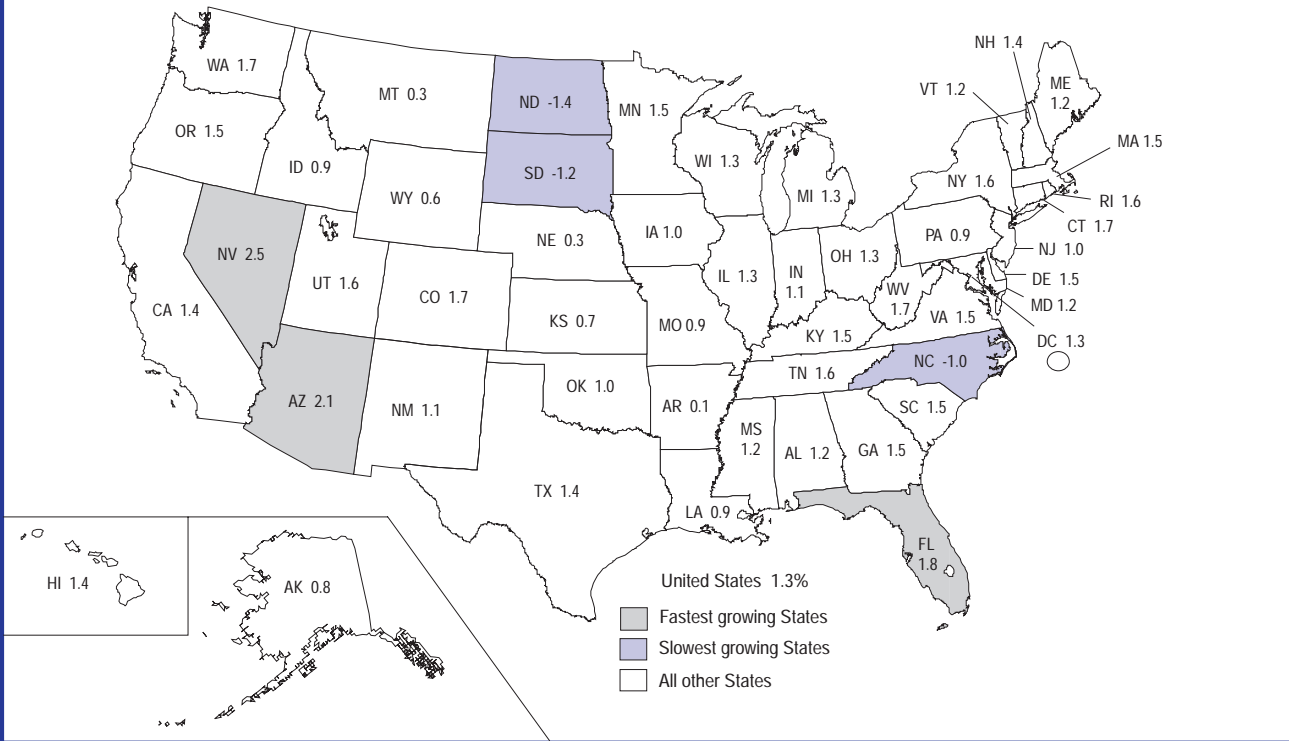 NH 1.4
WA 1.7
VT 1.2
ME
1.2
MT 0.3
ND -1.4
MN 1.5
OR 1.5
MA 1.5
ID 0.9
SD -1.2
WI 1.3
NY 1.6
WY 0.6
MI 1.3
RI 1.6
CT 1.7
IA 1.0
PA 0.9
NE 0.3
NJ 1.0
NV 2.5
OH 1.3
UT 1.6
IL 1.3
IN
1.1
DE 1.5
CO 1.7
WV
1.7
MD 1.2
CA 1.4
KS 0.7
MO 0.9
VA 1.5
KY 1.5
DC 1.3
NC -1.0
TN 1.6
AZ 2.1
OK 1.0
NM 1.1
AR 0.1
SC 1.5
MS
1.2
AL 1.2
GA 1.5
TX 1.4
LA 0.9
FL
1.8
HI 1.4
AK 0.8
United States 1.3%
Fastest growing States
Slowest growing States
All other States